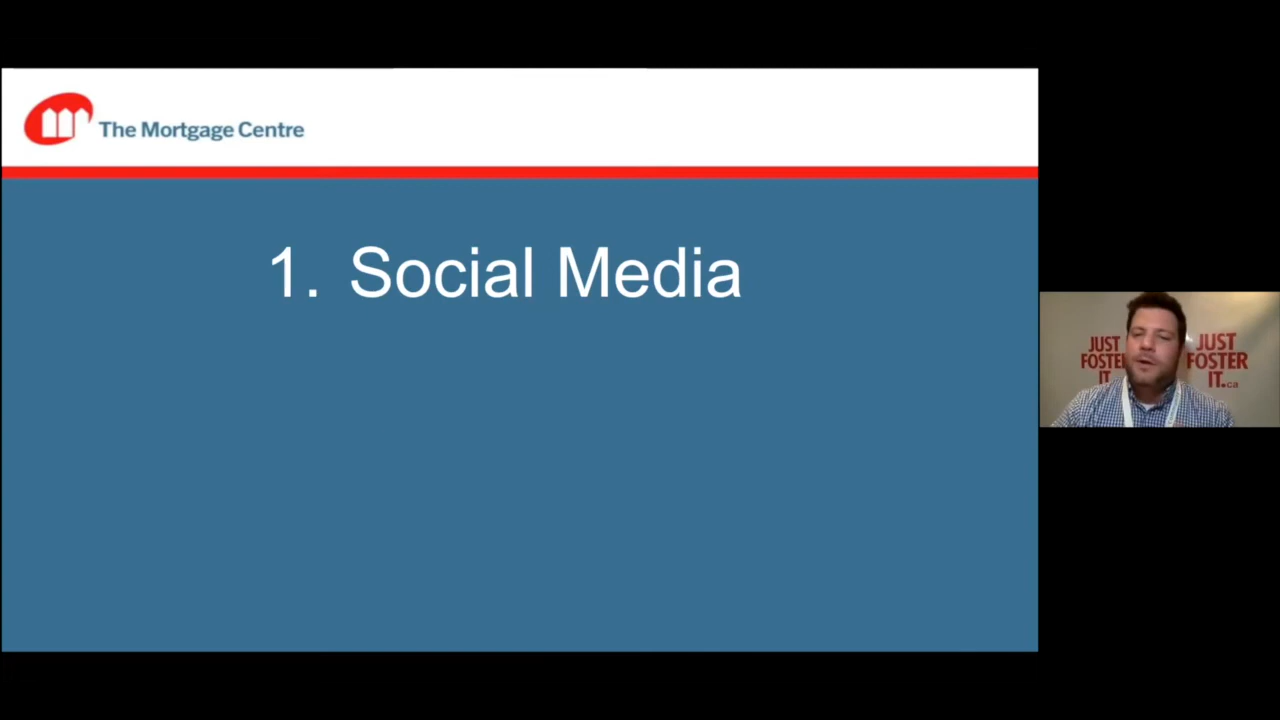 The Mortgage Centre
1. Social Media
JUST
FOSTER
IT.
JUST
FOSTER
IT.ca